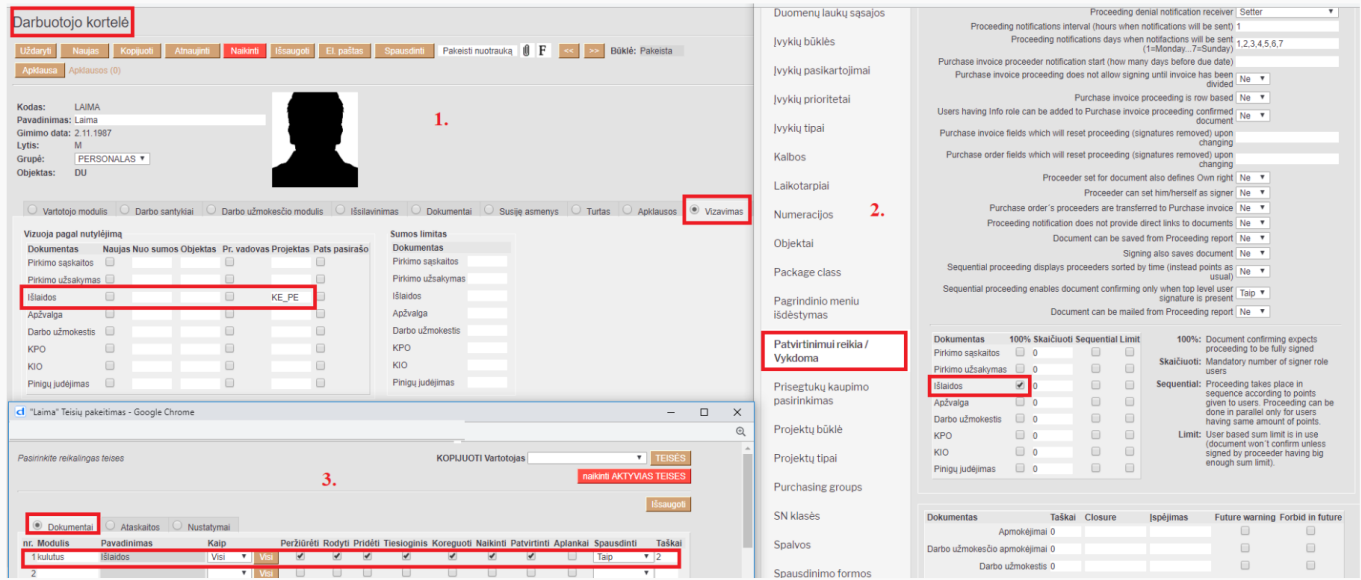 Darbuotojo kortelė
Uždaryti Naujas Kopijuoti Atnaujinti Naikinti Išsaugoti El. paštas Spausdinti Pakeisti nuotrauką F << >> Būklė: Pakeista
Apklausa Apklausos (0)
Kodas: LAIMA
Pavadinimas: Laima
Gimimo data: 2.11.1987
Lytis: M
Grupė: PERSONALAS
Objektas: DU
1.
Vartotojo modulis Darbo santykiai Darbo užmokesčio modulis Išsilavinimas Dokumentai Susiję asmenys Turtas Apklausos Vizavimas
Vizuoja pagal nutylėjimą
Dokumentas Naujas Nuo sumos Objektas Pr. vadovas Projektas Pats pasirašo
Pirkimo sąskaitos
Pirkimo užsakymas
Išlaidos KE_PE
Apžvalga
Darbo užmokestis
KPO
KIO
Pinigų judėjimas
Sumos limitas
Dokumentas
Pirkimo sąskaitos
Pirkimo užsakymas
Išlaidos
Apžvalga
Darbo užmokestis
KPO
KIO
Pinigų judėjimas
"Laima" Teisių pakeitimas - Google Chrome
Pasirinkite reikalingas teises
KOPIJUOTI Vartotojas TEISĖS
naikinti AKTYVIAS TEISES
3.
Išsaugoti
Dokumentai Ataskaitos Nustatymai
nr. Modulis Pavadinimas Kaip Peržiūrėti Rodyti Pridėti Tiesioginis Koreguoti Naikinti Patvirtinti Aplankai Spausdinti Taškai
1 kulutus Išlaidos Visi Visi Taip 2
2 Visi
Duomenų laukų sąsajos
Įvykių būklės
Įvykių pasikartojimai
Įvykių prioritetai
Įvykių tipai
Kalbos
Laikotarpiai
Numeracijos
Objektai
Package class
Pagrindinio meniu
išdėstymas
Patvirtinimui reikia /
Vykdoma
Prisegtukų kaupimo
pasirinkimas
Projektų būklė
Projektų tipai
Purchasing groups
SN klasės
Spalvos
Spausdinimo formos
2.
Proceeding denial notification receiver Setter
Proceeding notifications interval (hours when notifications will be sent) 1
Proceeding notifications days when notifactions will be sent
(1=Monday...7=Sunday) 1,2,3,4,5,6,7
Purchase invoice proceeder notification start (how many days before due date)
Purchase invoice proceeding does not allow signing until invoice has been
divided Ne
Purchase invoice proceeding is row based Ne
Users having Info role can be added to Purchase invoice proceeding confirmed
document Ne
Purchase invoice fields which will reset proceeding (signatures removed) upon
changing
Purchase order fields which will reset proceeding (signatures removed) upon
changing
Proceeder set for document also defines Own right Ne
Proceeder can set him/herself as signer Ne
Purchase order's proceeders are transferred to Purchase invoice Ne
Proceeding notification does not provide direct links to documents Ne
Document can be saved from Proceeding report Ne
Signing also saves document Ne
Sequential proceeding displays proceeders sorted by time (instead points as
usual) Ne
Sequential proceeding enables document confirming only when top level user
signature is present Taip
Document can be mailed from Proceeding report Ne
Dokumentas 100% Skaičiuoti Sequential Limit
Pirkimo sąskaitos 0
Pirkimo užsakymas 0
Išlaidos 0
Apžvalga 0
Darbo užmokestis 0
KPO 0
KIO 0
Pinigų judėjimas 0
100%: Document confirming expects
proceeding to be fully signed
Skaičiuoti: Mandatory number of signer role
users
Sequential: Proceeding takes place in
sequence according to points
given to users. Proceeding can be
done in parallel only for users
having same amount of points.
Limit: User based sum limit is in use
(document won't confirm unless
signed by proceeder having big
enough sum limit).
Dokumentas Taškai Closure Įspėjimas Future warning Forbid in future
Apmokėjimai 0
Darbo užmokesčio apmokėjimai 0
Darbo užmokestis 0